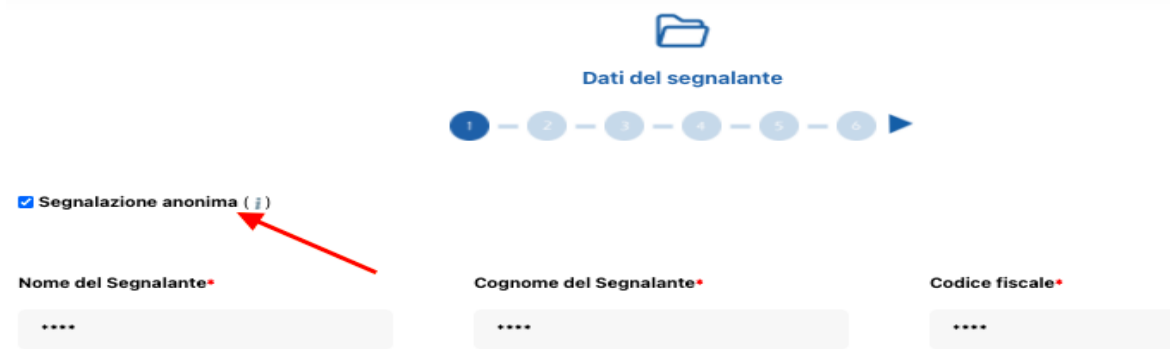 Dati del segnalante
1 2 3 4 5 6
Segnalazione anonima ( i )
Nome del Segnalante* Cognome del Segnalante* Codice fiscale*
**** **** ****